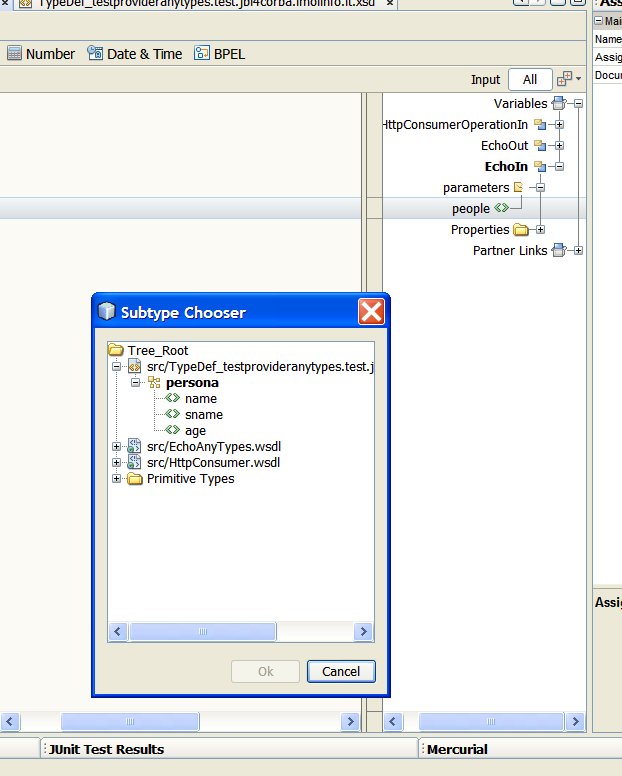 TypeDef_testprovideranytypes.test.jbi4corba.imolinfo.it.xsd x
Number Date & Time BPEL
Input All
Variables
HttpConsumerOperationIn
EchoOut
EchoIn
parameters
people
Properties
Partner Links
Mai
Name
Assig
Docu
Subtype Chooser
Tree_Root
src/TypeDef_testprovideranytypes.test.j
persona
name
sname
age
src/EchoAnyTypes.wsdl
src/HttpConsumer.wsdl
Primitive Types
Ok Cancel
Assig
JUnit Test Results
Mercurial